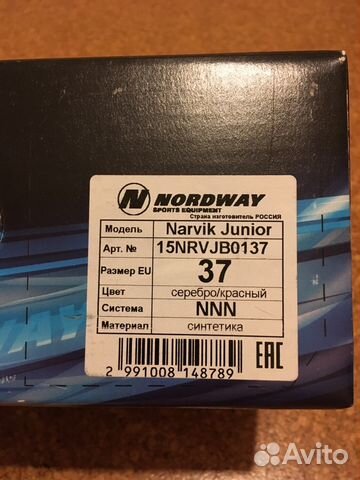 NORDWAY
SPORTS EQUIPMENT
Страна изготовитель РОССИЯ
Модель Narvik Junior
Арт. № 15NRVJB0137
Размер EU 37
Цвет серебро/красный
Система NNN
Материал синтетика
2 991008 148789
EAC
DWAY
Avito